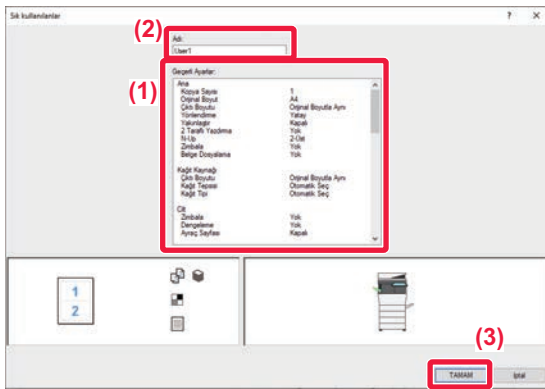 Sık kullanılanlar ? X
(2)
Adı:
User1
(1)
Geçerli Ayarlar:
Ana
Kopya Sayısı 1
Orijinal Boyut A4
Çıktı Boyutu Orijinal Boyutla Aynı
Yönlendirme Yatay
Yakınlaştır Kapalı
2 Taraflı Yazdırma Yok
N-Up 2-Üst
Zımbala Yok
Belge Dosyalama Yok
Kağıt Kaynağı
Çıktı Boyutu Orijinal Boyutla Aynı
Kağıt Tepsisi Otomatik Seç
Kağıt Tipi Otomatik Seç
Cilt
Zımbala Yok
Dengeleme Yok
Ayraç Sayfası Kapalı
1
2
(3)
TAMAM İptal